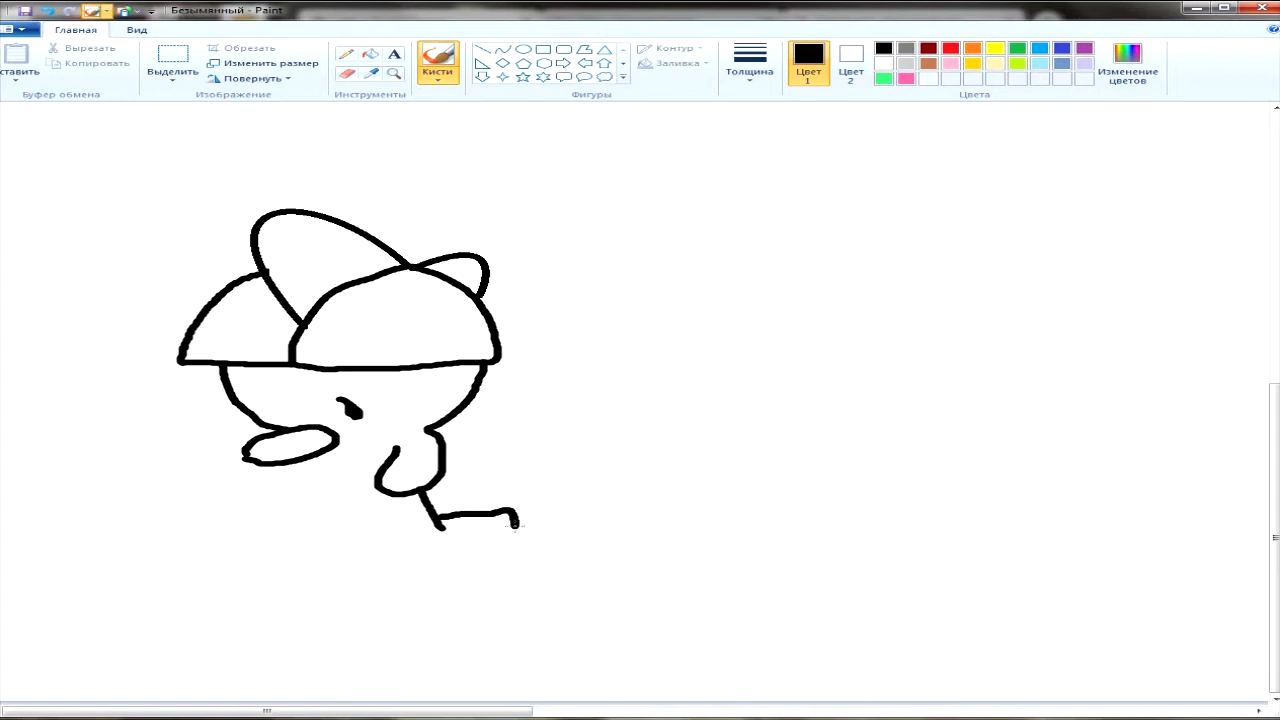 Безымянный - Paint
Главная Вид
Вырезать
Копировать
ставить
Буфер обмена
Выделить
Обрезать
Изменить размер
Повернуть
Изображение
A
Инструменты
Кисти
Фигуры
Контур
Заливка
Толщина
Цвет 1
Цвет 2
Изменение цветов
Цвета